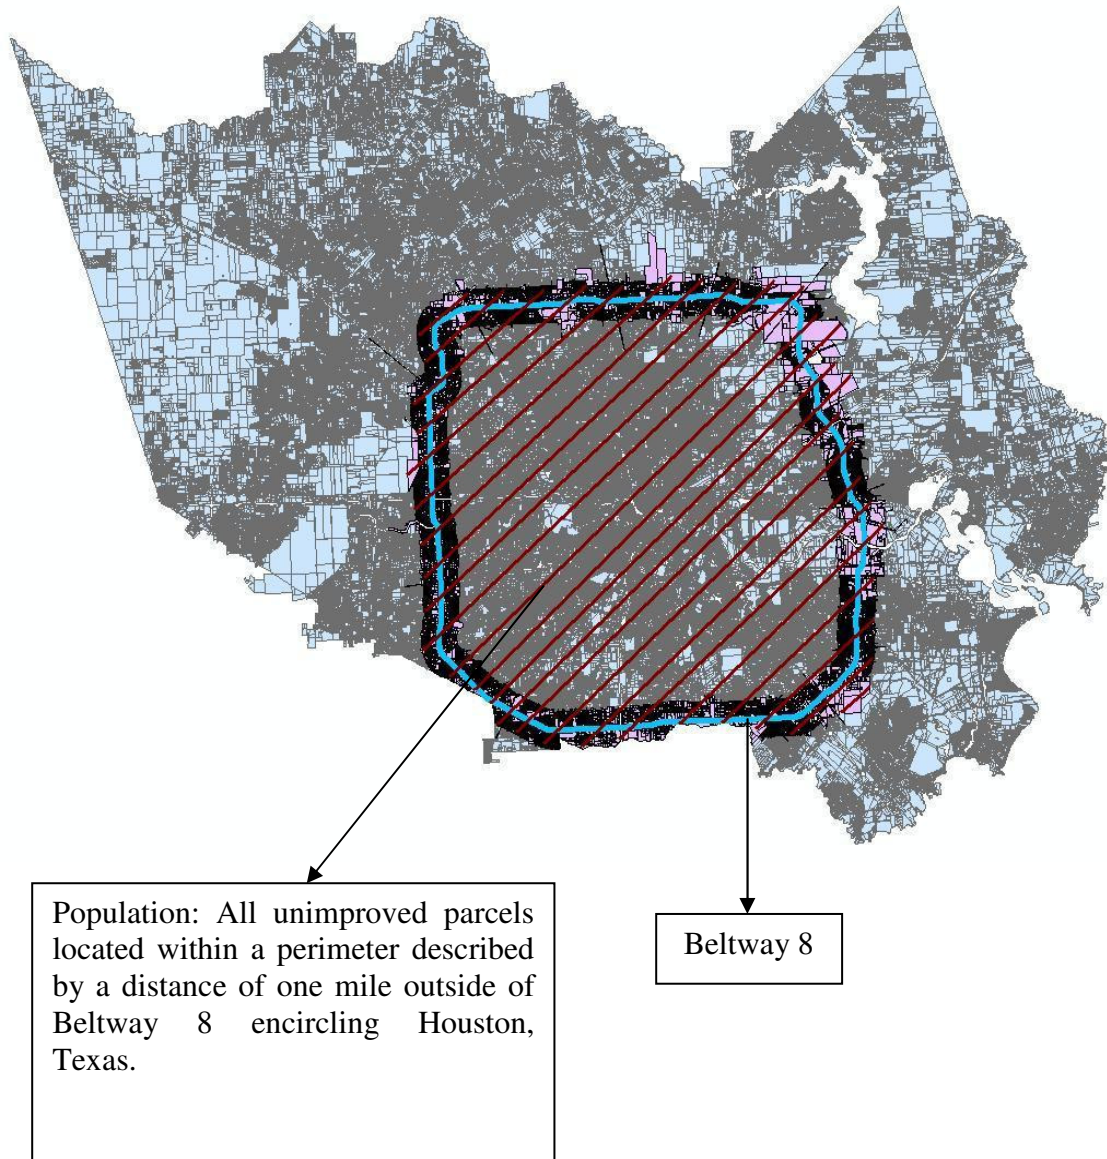 Population: All unimproved parcels
located within a perimeter described
by a distance of one mile outside of
Beltway 8 encircling Houston,
Texas.
Beltway 8